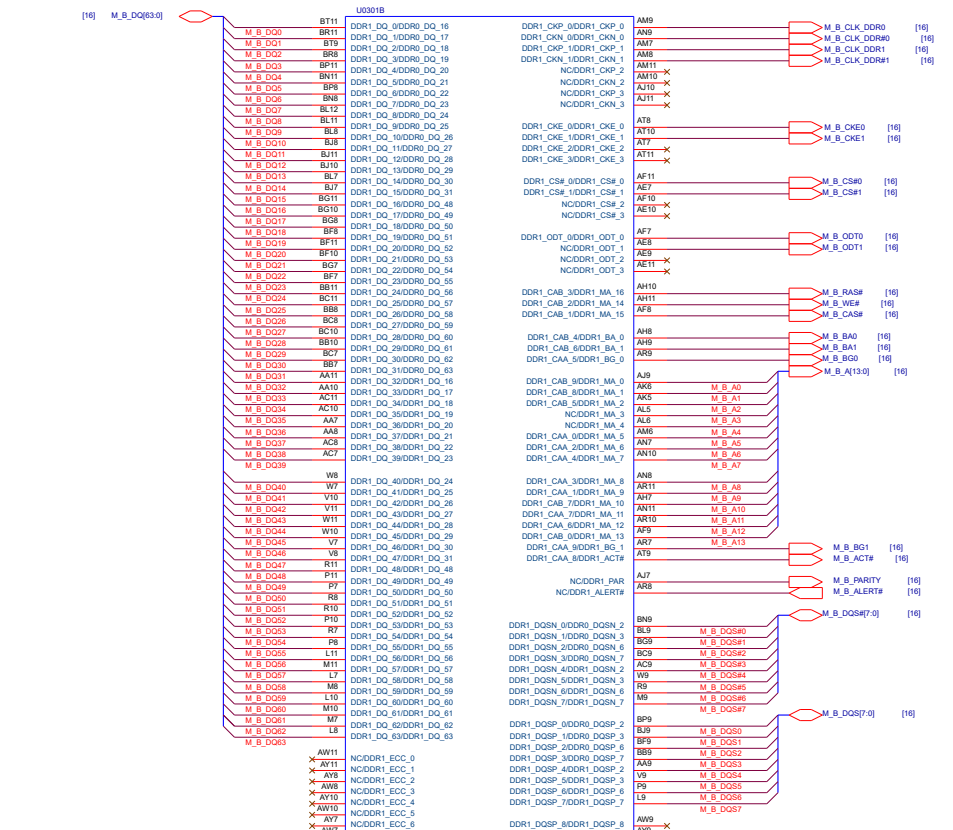 [16] M_B_DQ[63:0]
U0301B
M_B_DQ0 BT11 DDR1_DQ_0/DDR0_DQ_16
M_B_DQ1 BR11 DDR1_DQ_1/DDR0_DQ_17
M_B_DQ2 BT9 DDR1_DQ_2/DDR0_DQ_18
M_B_DQ3 BR8 DDR1_DQ_3/DDR0_DQ_19
M_B_DQ4 BP11 DDR1_DQ_4/DDR0_DQ_20
M_B_DQ5 BN11 DDR1_DQ_5/DDR0_DQ_21
M_B_DQ6 BP8 DDR1_DQ_6/DDR0_DQ_22
M_B_DQ7 BN8 DDR1_DQ_7/DDR0_DQ_23
M_B_DQ8 BL12 DDR1_DQ_8/DDR0_DQ_24
M_B_DQ9 BL11 DDR1_DQ_9/DDR0_DQ_25
M_B_DQ10 BL8 DDR1_DQ_10/DDR0_DQ_26
M_B_DQ11 BJ8 DDR1_DQ_11/DDR0_DQ_27
M_B_DQ12 BJ11 DDR1_DQ_12/DDR0_DQ_28
M_B_DQ13 BJ10 DDR1_DQ_13/DDR0_DQ_29
M_B_DQ14 BL7 DDR1_DQ_14/DDR0_DQ_30
M_B_DQ15 BJ7 DDR1_DQ_15/DDR0_DQ_31
M_B_DQ16 BG11 DDR1_DQ_16/DDR0_DQ_48
M_B_DQ17 BG10 DDR1_DQ_17/DDR0_DQ_49
M_B_DQ18 BG8 DDR1_DQ_18/DDR0_DQ_50
M_B_DQ19 BF8 DDR1_DQ_19/DDR0_DQ_51
M_B_DQ20 BF11 DDR1_DQ_20/DDR0_DQ_52
M_B_DQ21 BF10 DDR1_DQ_21/DDR0_DQ_53
M_B_DQ22 BG7 DDR1_DQ_22/DDR0_DQ_54
M_B_DQ23 BF7 DDR1_DQ_23/DDR0_DQ_55
M_B_DQ24 BB11 DDR1_DQ_24/DDR0_DQ_56
M_B_DQ25 BC11 DDR1_DQ_25/DDR0_DQ_57
M_B_DQ26 BB8 DDR1_DQ_26/DDR0_DQ_58
M_B_DQ27 BC8 DDR1_DQ_27/DDR0_DQ_59
M_B_DQ28 BC10 DDR1_DQ_28/DDR0_DQ_60
M_B_DQ29 BB10 DDR1_DQ_29/DDR0_DQ_61
M_B_DQ30 BC7 DDR1_DQ_30/DDR0_DQ_62
M_B_DQ31 BB7 DDR1_DQ_31/DDR0_DQ_63
M_B_DQ32 AA11 DDR1_DQ_32/DDR1_DQ_16
M_B_DQ33 AA10 DDR1_DQ_33/DDR1_DQ_17
M_B_DQ34 AC11 DDR1_DQ_34/DDR1_DQ_18
M_B_DQ35 AC10 DDR1_DQ_35/DDR1_DQ_19
M_B_DQ36 AA7 DDR1_DQ_36/DDR1_DQ_20
M_B_DQ37 AA8 DDR1_DQ_37/DDR1_DQ_21
M_B_DQ38 AC8 DDR1_DQ_38/DDR1_DQ_22
M_B_DQ39 AC7 DDR1_DQ_39/DDR1_DQ_23
M_B_DQ40 W8 DDR1_DQ_40/DDR1_DQ_24
M_B_DQ41 W7 DDR1_DQ_41/DDR1_DQ_25
M_B_DQ42 V10 DDR1_DQ_42/DDR1_DQ_26
M_B_DQ43 V11 DDR1_DQ_43/DDR1_DQ_27
M_B_DQ44 W11 DDR1_DQ_44/DDR1_DQ_28
M_B_DQ45 W10 DDR1_DQ_45/DDR1_DQ_29
M_B_DQ46 V7 DDR1_DQ_46/DDR1_DQ_30
M_B_DQ47 V8 DDR1_DQ_47/DDR1_DQ_31
M_B_DQ48 R11 DDR1_DQ_48/DDR1_DQ_48
M_B_DQ49 P11 DDR1_DQ_49/DDR1_DQ_49
M_B_DQ50 P7 DDR1_DQ_50/DDR1_DQ_50
M_B_DQ51 R8 DDR1_DQ_51/DDR1_DQ_51
M_B_DQ52 R10 DDR1_DQ_52/DDR1_DQ_52
M_B_DQ53 P10 DDR1_DQ_53/DDR1_DQ_53
M_B_DQ54 R7 DDR1_DQ_54/DDR1_DQ_54
M_B_DQ55 P8 DDR1_DQ_55/DDR1_DQ_55
M_B_DQ56 L11 DDR1_DQ_56/DDR1_DQ_56
M_B_DQ57 M11 DDR1_DQ_57/DDR1_DQ_57
M_B_DQ58 L7 DDR1_DQ_58/DDR1_DQ_58
M_B_DQ59 M8 DDR1_DQ_59/DDR1_DQ_59
M_B_DQ60 L10 DDR1_DQ_60/DDR1_DQ_60
M_B_DQ61 M10 DDR1_DQ_61/DDR1_DQ_61
M_B_DQ62 M7 DDR1_DQ_62/DDR1_DQ_62
M_B_DQ63 L8 DDR1_DQ_63/DDR1_DQ_63
AW11 NC/DDR1_ECC_0
AY11 NC/DDR1_ECC_1
AY8 NC/DDR1_ECC_2
AW8 NC/DDR1_ECC_3
AY10 NC/DDR1_ECC_4
AW10 NC/DDR1_ECC_5
AY7 NC/DDR1_ECC_6
DDR1_CKP_0/DDR1_CKP_0 AM9 M_B_CLK_DDR0 [16]
DDR1_CKN_0/DDR1_CKN_0 AN9 M_B_CLK_DDR#0 [16]
DDR1_CKP_1/DDR1_CKP_1 AM7 M_B_CLK_DDR1 [16]
DDR1_CKN_1/DDR1_CKN_1 AM8 M_B_CLK_DDR#1 [16]
NC/DDR1_CKP_2 AM11
NC/DDR1_CKN_2 AM10
NC/DDR1_CKP_3 AJ10
NC/DDR1_CKN_3 AJ11
DDR1_CKE_0/DDR1_CKE_0 AT8 M_B_CKE0 [16]
DDR1_CKE_1/DDR1_CKE_1 AT10 M_B_CKE1 [16]
DDR1_CKE_2/DDR1_CKE_2 AT7
DDR1_CKE_3/DDR1_CKE_3 AT11
DDR1_CS#_0/DDR1_CS#_0 AF11 M_B_CS#0 [16]
DDR1_CS#_1/DDR1_CS#_1 AE7 M_B_CS#1 [16]
NC/DDR1_CS#_2 AF10
NC/DDR1_CS#_3 AE10
DDR1_ODT_0/DDR1_ODT_0 AF7 M_B_ODT0 [16]
NC/DDR1_ODT_1 AE8 M_B_ODT1 [16]
NC/DDR1_ODT_2 AE9
NC/DDR1_ODT_3 AE11
DDR1_CAB_3/DDR1_MA_16 AH10 M_B_RAS# [16]
DDR1_CAB_2/DDR1_MA_14 AH11 M_B_WE# [16]
DDR1_CAB_1/DDR1_MA_15 AF8 M_B_CAS# [16]
DDR1_CAB_4/DDR1_BA_0 AH8 M_B_BA0 [16]
DDR1_CAB_6/DDR1_BA_1 AH9 M_B_BA1 [16]
DDR1_CAA_5/DDR1_BG_0 AR9 M_B_BG0 [16]
M_B_A[13:0] [16]
DDR1_CAB_9/DDR1_MA_0 AJ9 M_B_A0
DDR1_CAB_8/DDR1_MA_1 AK6 M_B_A1
DDR1_CAB_5/DDR1_MA_2 AK5 M_B_A2
NC/DDR1_MA_3 AL5 M_B_A3
NC/DDR1_MA_4 AL6 M_B_A4
DDR1_CAA_0/DDR1_MA_5 AM6 M_B_A5
DDR1_CAA_2/DDR1_MA_6 AN7 M_B_A6
DDR1_CAA_4/DDR1_MA_7 AN10 M_B_A7
DDR1_CAA_3/DDR1_MA_8 AN8 M_B_A8
DDR1_CAA_1/DDR1_MA_9 AR11 M_B_A9
DDR1_CAB_7/DDR1_MA_10 AH7 M_B_A10
DDR1_CAA_7/DDR1_MA_11 AN11 M_B_A11
DDR1_CAA_6/DDR1_MA_12 AR10 M_B_A12
DDR1_CAB_0/DDR1_MA_13 AF9 M_B_A13
DDR1_CAA_9/DDR1_BG_1 AR7 M_B_BG1 [16]
DDR1_CAA_8/DDR1_ACT# AT9 M_B_ACT# [16]
NC/DDR1_PAR AJ7 M_B_PARITY [16]
NC/DDR1_ALERT# AR8 M_B_ALERT# [16]
M_B_DQS#[7:0] [16]
DDR1_DQSN_0/DDR0_DQSN_2 BN9 M_B_DQS#0
DDR1_DQSN_1/DDR0_DQSN_3 BL9 M_B_DQS#1
DDR1_DQSN_2/DDR0_DQSN_6 BG9 M_B_DQS#2
DDR1_DQSN_3/DDR0_DQSN_7 BC9 M_B_DQS#3
DDR1_DQSN_4/DDR1_DQSN_2 AC9 M_B_DQS#4
DDR1_DQSN_5/DDR1_DQSN_3 W9 M_B_DQS#5
DDR1_DQSN_6/DDR1_DQSN_6 R9 M_B_DQS#6
DDR1_DQSN_7/DDR1_DQSN_7 M9 M_B_DQS#7
M_B_DQS[7:0] [16]
DDR1_DQSP_0/DDR0_DQSP_2 BP9 M_B_DQS0
DDR1_DQSP_1/DDR0_DQSP_3 BJ9 M_B_DQS1
DDR1_DQSP_2/DDR0_DQSP_6 BF9 M_B_DQS2
DDR1_DQSP_3/DDR0_DQSP_7 BB9 M_B_DQS3
DDR1_DQSP_4/DDR1_DQSP_2 AA9 M_B_DQS4
DDR1_DQSP_5/DDR1_DQSP_3 V9 M_B_DQS5
DDR1_DQSP_6/DDR1_DQSP_6 P9 M_B_DQS6
DDR1_DQSP_7/DDR1_DQSP_7 L9 M_B_DQS7
DDR1_DQSP_8/DDR1_DQSP_8 AW9